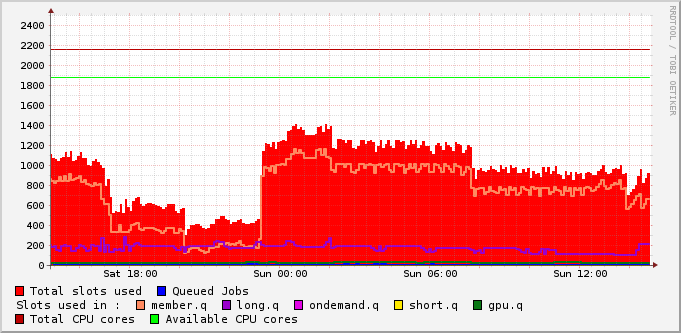 2400
2200
2000
1800
1600
1400
1200
1000
800
600
400
200
0
Sat 18:00 Sun 00:00 Sun 06:00 Sun 12:00
RRDTOOL / TOBI OETIKER
Total slots used Queued Jobs
Slots used in : member.q long.q ondemand.q short.q gpu.q
Total CPU cores Available CPU cores